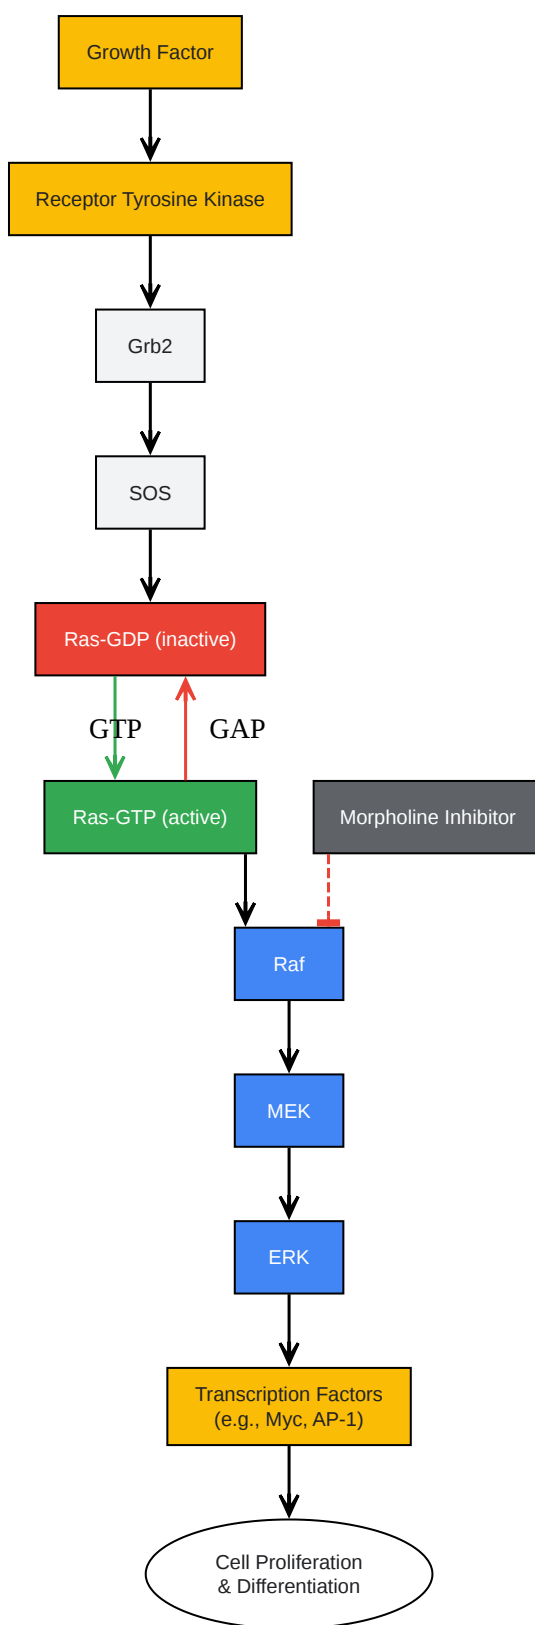 Growth Factor
Receptor Tyrosine Kinase
Grb2
SOS
Ras-GDP (inactive)
GTP
GAP
Ras-GTP (active)
Morpholine Inhibitor
Raf
MEK
ERK
Transcription Factors
(e.g., Myc, AP-1)
Cell Proliferation
& Differentiation